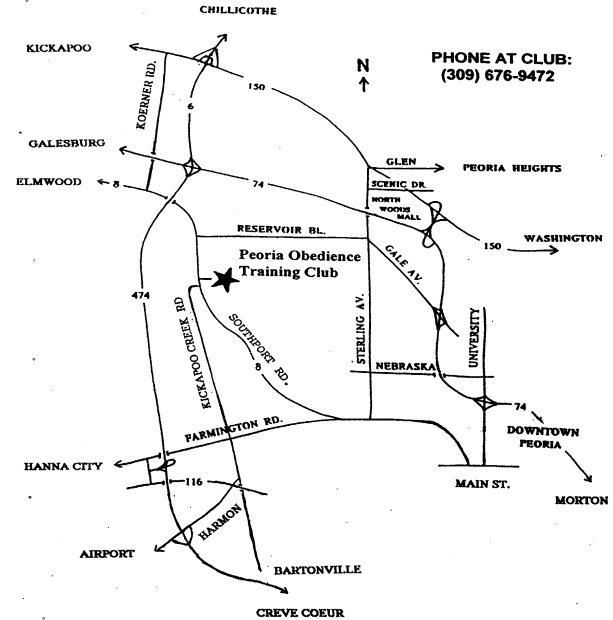 CHILLICOTHE
KICKAPOO
PHONE AT CLUB:
(309) 676-9472
N
KOERNER RD.
150
6
GALESBURG
GLEN
PEORIA HEIGHTS
ELMWOOD
8
74
SCENIC DR.
NORTH
WOODS
MALL
RESERVOIR BL.
150
WASHINGTON
Peoria Obedience
Training Club
GALE AV.
474
KICKAPOO CREEK RD
SOUTHPORT RD.
8
STERLING AV.
UNIVERSITY
NEBRASKA
74
DOWNTOWN
PEORIA
FARMINGTON RD.
HANNA CITY
116
MAIN ST.
MORTON
HARMON
AIRPORT
BARTONVILLE
CREVE COEUR